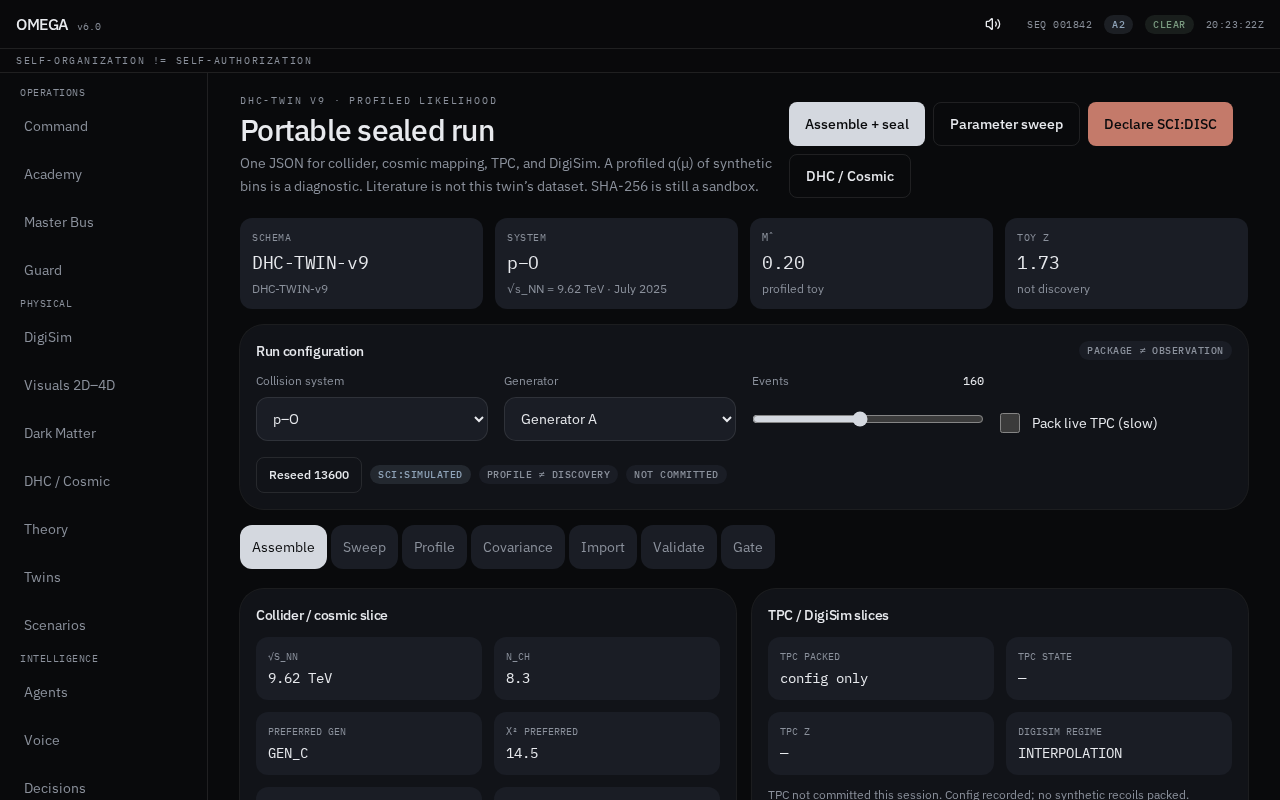 OMEGA v6.0
SEQ 001842 A2 CLEAR 20:23:22Z
SELF-ORGANIZATION != SELF-AUTHORIZATION
OPERATIONS
Command
Academy
Master Bus
Guard
PHYSICAL
DigiSim
Visuals 2D–4D
Dark Matter
DHC / Cosmic
Theory
Twins
Scenarios
INTELLIGENCE
Agents
Voice
Decisions
DHC-TWIN V9 · PROFILED LIKELIHOOD
Portable sealed run
One JSON for collider, cosmic mapping, TPC, and DigiSim. A profiled q(μ) of synthetic
bins is a diagnostic. Literature is not this twin’s dataset. SHA-256 is still a sandbox.
Assemble + seal
Parameter sweep
Declare SCI:DISC
DHC / Cosmic
SCHEMA
DHC-TWIN-v9
DHC-TWIN-v9
SYSTEM
p–O
√s_NN = 9.62 TeV · July 2025
M̂
0.20
profiled toy
TOY Z
1.73
not discovery
Run configuration
PACKAGE ≠ OBSERVATION
Collision system
p–O
Generator
Generator A
Events 160
Pack live TPC (slow)
Reseed 13600
SCI:SIMULATED
PROFILE ≠ DISCOVERY
NOT COMMITTED
Assemble
Sweep
Profile
Covariance
Import
Validate
Gate
Collider / cosmic slice
√S_NN
9.62 TeV
N_CH
8.3
PREFERRED GEN
GEN_C
Χ² PREFERRED
14.5
TPC / DigiSim slices
TPC PACKED
config only
TPC STATE
—
TPC Z
—
DIGISIM REGIME
INTERPOLATION
TPC not committed this session. Config recorded; no synthetic recoils packed.